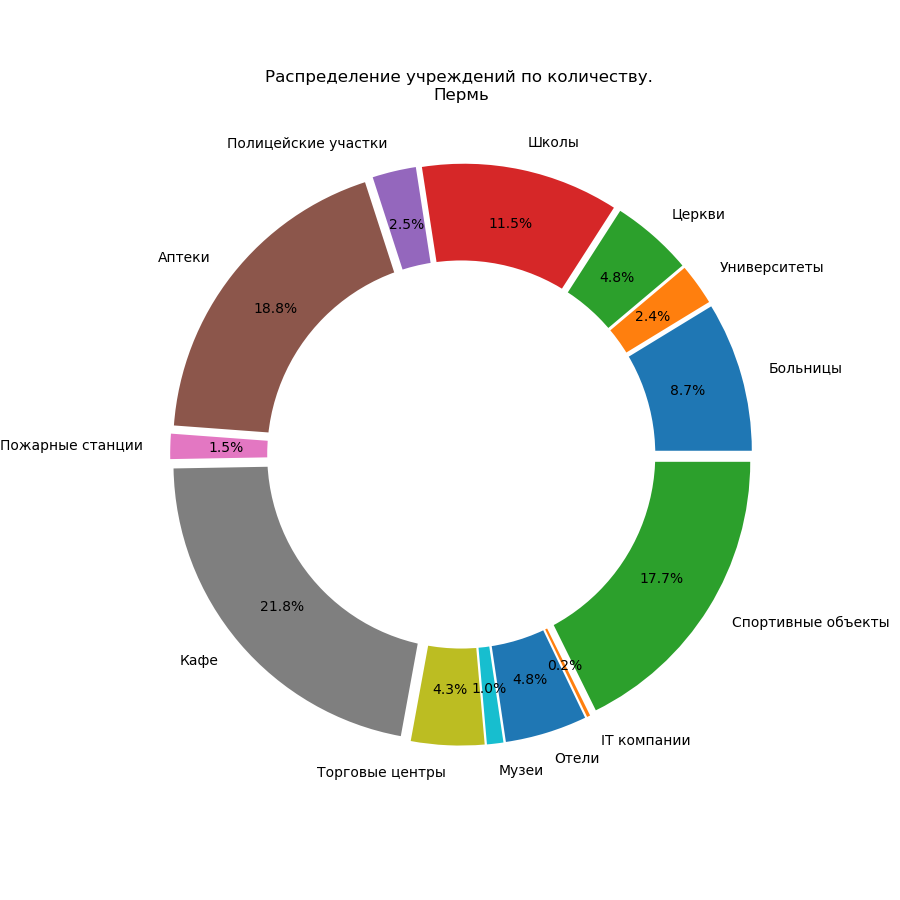 Распределение учреждений по количеству.
Пермь
Школы
Полицейские участки
Церкви
11.5%
2.5%
Аптеки
Университеты
4.8%
18.8%
2.4%
Больницы
8.7%
Пожарные станции
1.5%
17.7%
21.8%
Спортивные объекты
Кафе
0.2%
4.8%
4.3%
1.0%
IT компании
Отели
Музеи
Торговые центры